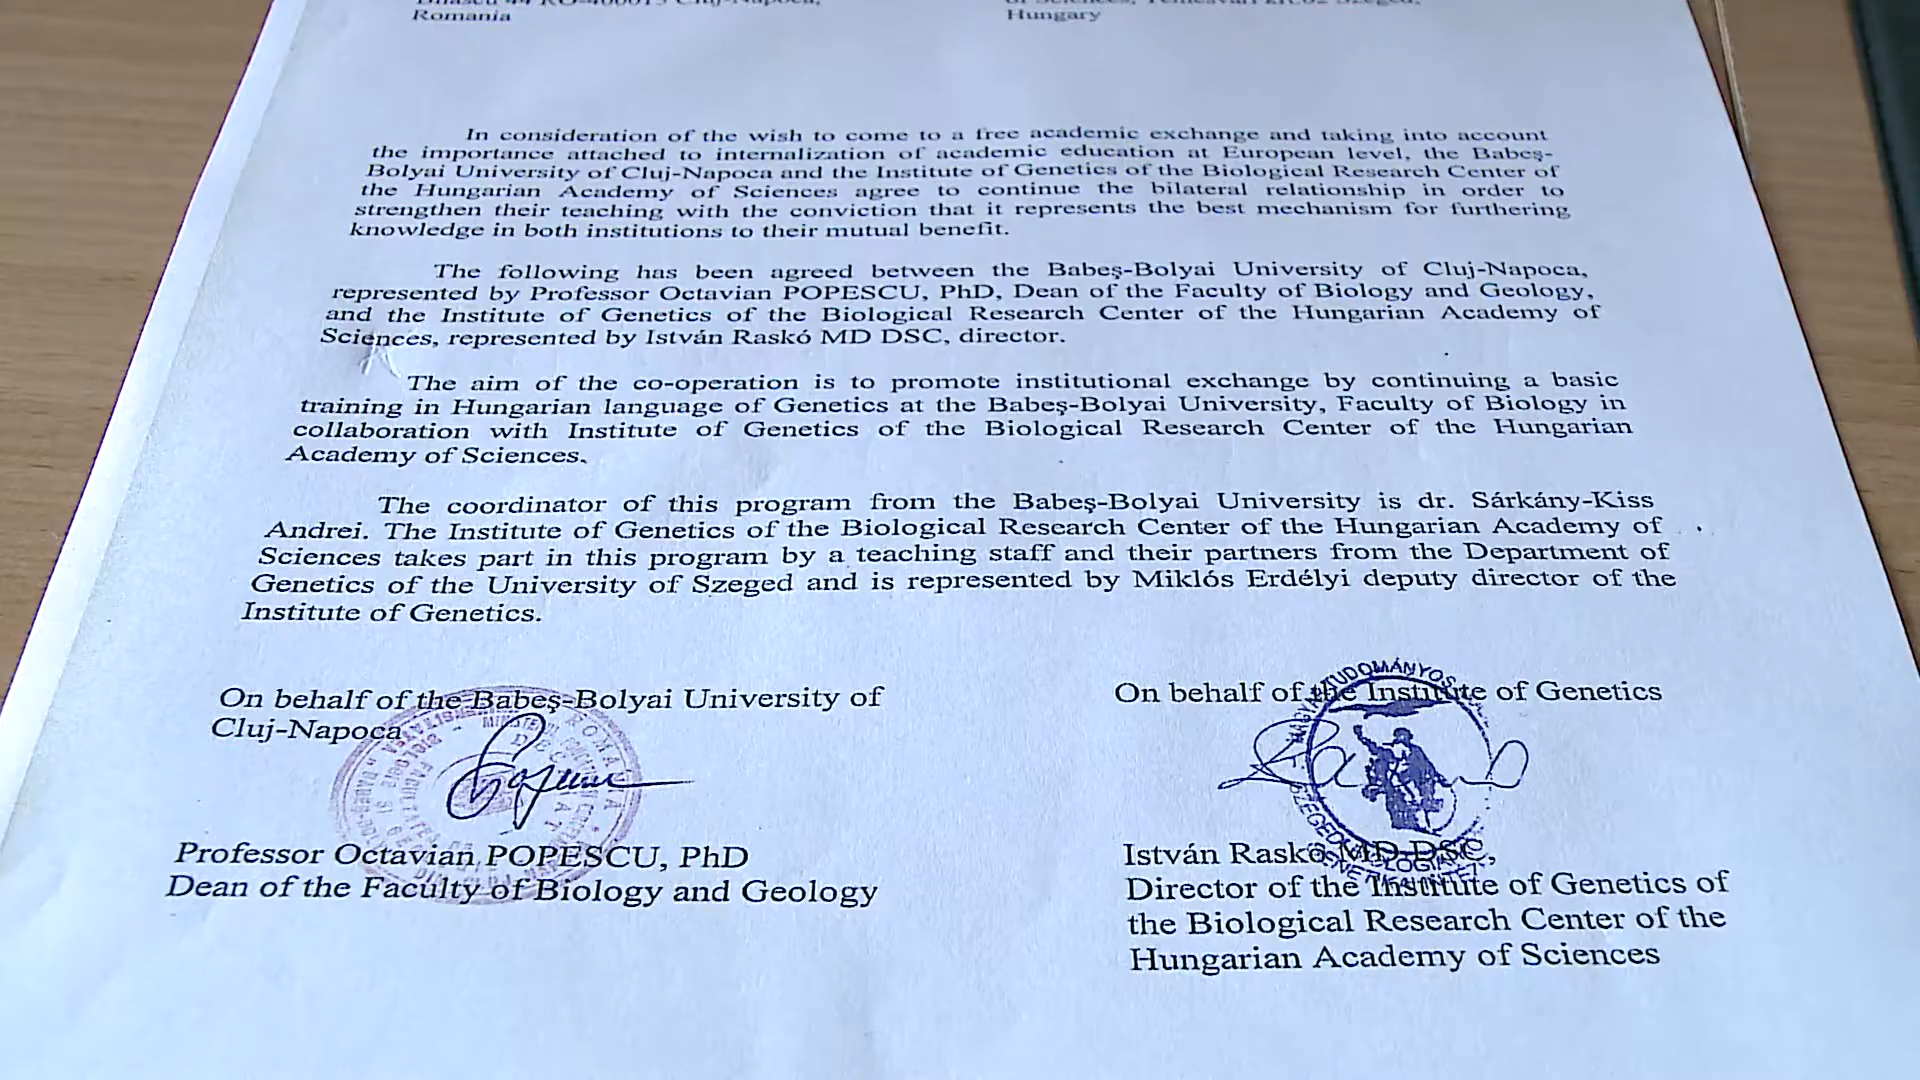 Romania
Hungary
In consideration of the wish to come to a free academic exchange and taking into account
the importance attached to internalization of academic education at European level, the Babeş-
Bolyai University of Cluj-Napoca and the Institute of Genetics of the Biological Research Center of
the Hungarian Academy of Sciences agree to continue the bilateral relationship in order to
strengthen their teaching with the conviction that it represents the best mechanism for furthering
knowledge in both institutions to their mutual benefit.
The following has been agreed between the Babeş-Bolyai University of Cluj-Napoca,
represented by Professor Octavian POPESCU, PhD, Dean of the Faculty of Biology and Geology,
and the Institute of Genetics of the Biological Research Center of the Hungarian Academy of
Sciences, represented by István Raskó MD DSC, director.
The aim of the co-operation is to promote institutional exchange by continuing a basic
training in Hungarian language of Genetics at the Babeş-Bolyai University, Faculty of Biology in
collaboration with Institute of Genetics of the Biological Research Center of the Hungarian
Academy of Sciences.
The coordinator of this program from the Babeş-Bolyai University is dr. Sárkány-Kiss
Andrei. The Institute of Genetics of the Biological Research Center of the Hungarian Academy of
Sciences takes part in this program by a teaching staff and their partners from the Department of
Genetics of the University of Szeged and is represented by Miklós Erdélyi deputy director of the
Institute of Genetics.
On behalf of the Babeş-Bolyai University of
Cluj-Napoca
Professor Octavian POPESCU, PhD
Dean of the Faculty of Biology and Geology
On behalf of the Institute of Genetics
MAGYAR TUDOMÁNYOS
István Raskó MD DSC,
Director of the Institute of Genetics of
the Biological Research Center of the
Hungarian Academy of Sciences